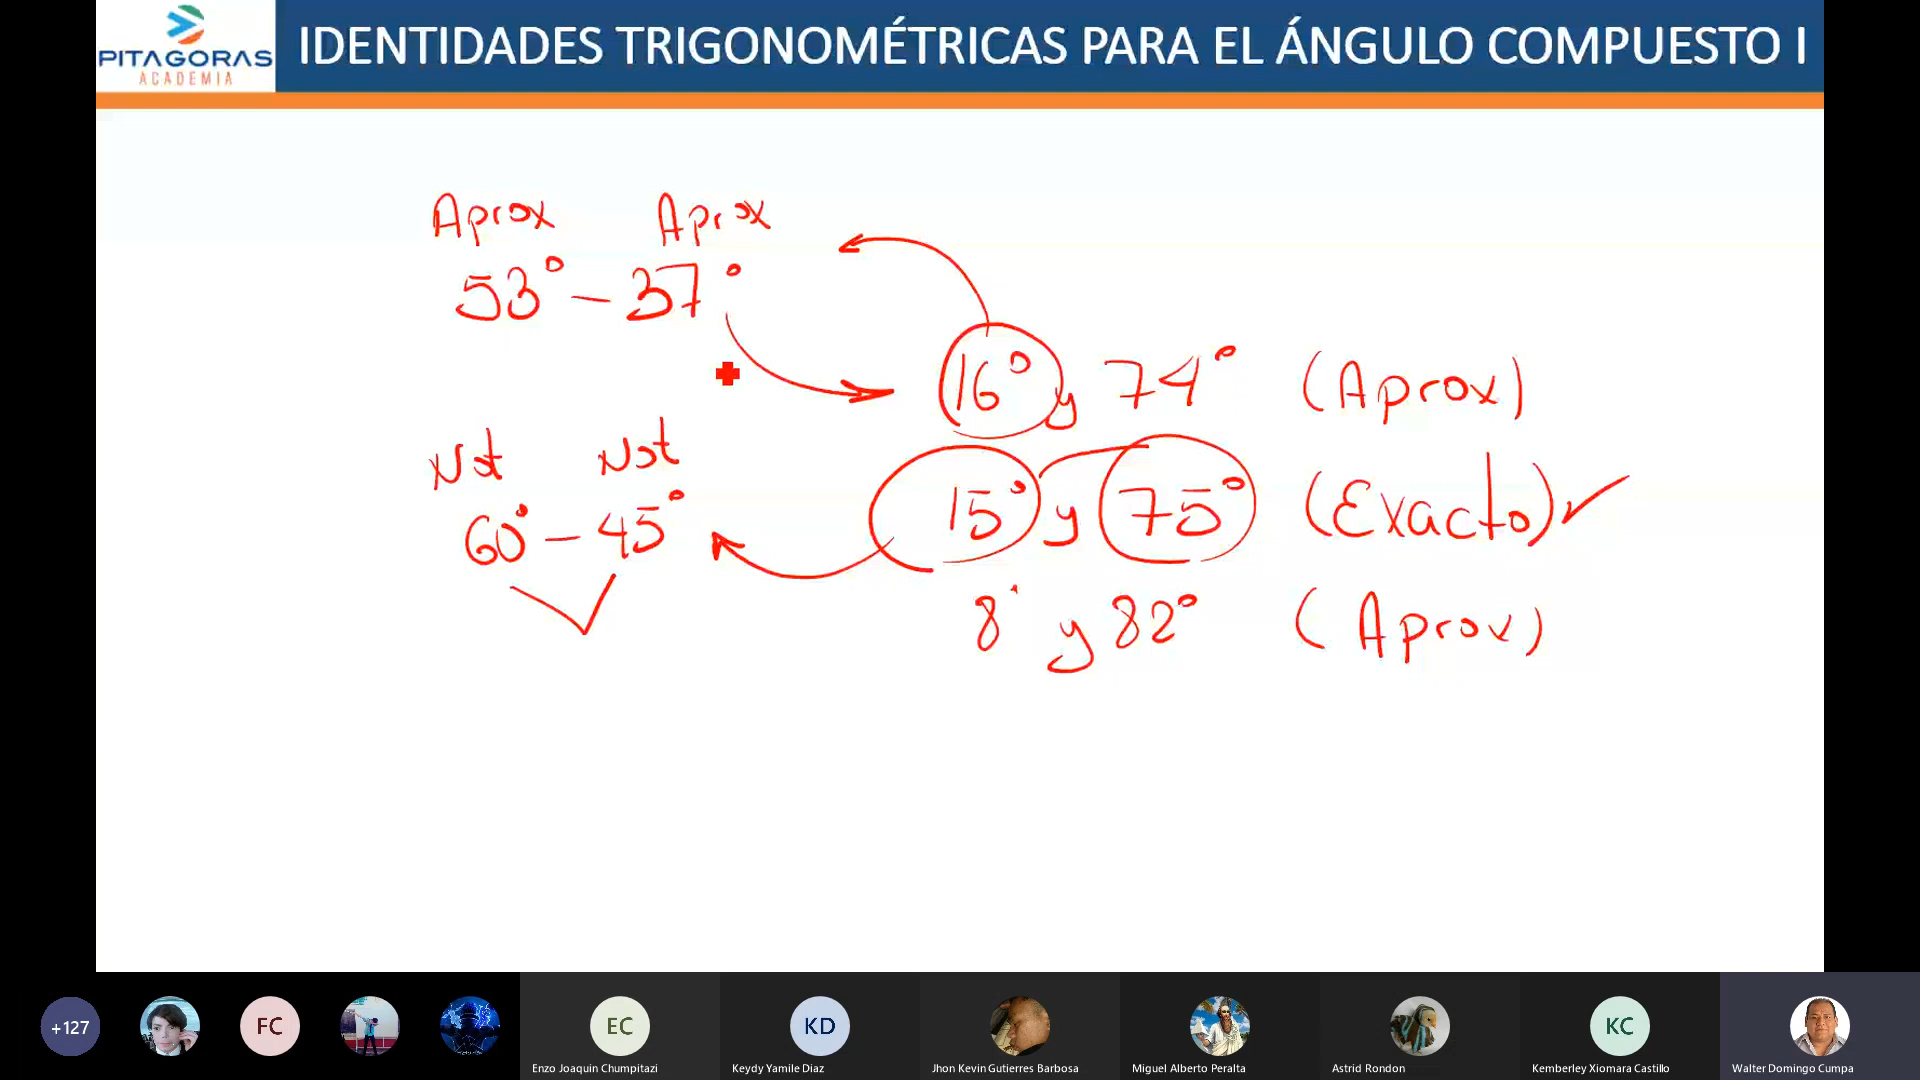 PITAGORAS
ACADEMIA
IDENTIDADES TRIGONOMÉTRICAS PARA EL ÁNGULO COMPUESTO I
Aprox Aprox
53° - 37°
16° y 74° (Aprox)
Not Not
60° - 45°
15° y 75° (Exacto) ✓
8° y 82° (Aprox)
+127
FC
EC
KD
KC
Enzo Joaquin Chumpitazi
Keydy Yamile Diaz
Jhon Kevin Gutierres Barbosa
Miguel Alberto Peralta
Astrid Rondon
Kemberley Xiomara Castillo
Walter Domingo Cumpa